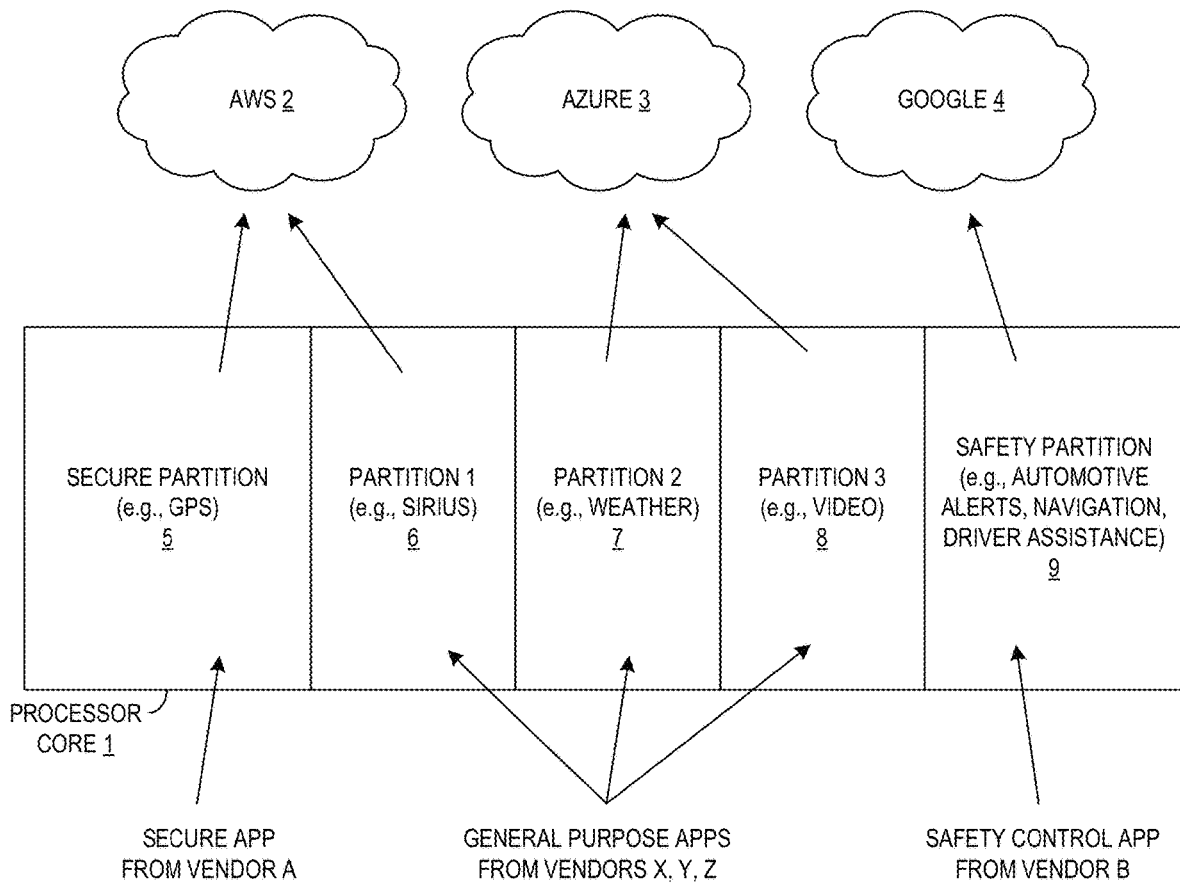 AWS 2
AZURE 3
GOOGLE 4
SECURE PARTITION
(e.g., GPS)
5
PARTITION 1
(e.g., SIRIUS)
6
PARTITION 2
(e.g., WEATHER)
7
PARTITION 3
(e.g., VIDEO)
8
SAFETY PARTITION
(e.g., AUTOMOTIVE
ALERTS, NAVIGATION,
DRIVER ASSISTANCE)
9
PROCESSOR
CORE 1
SECURE APP
FROM VENDOR A
GENERAL PURPOSE APPS
FROM VENDORS X, Y, Z
SAFETY CONTROL APP
FROM VENDOR B